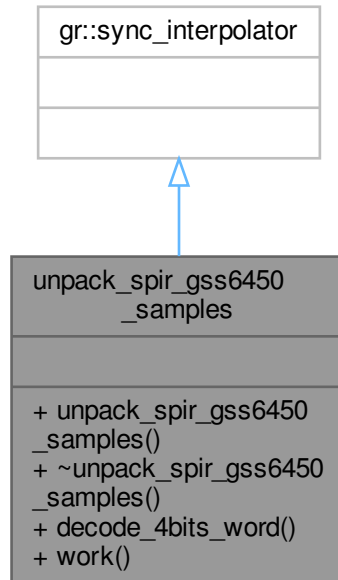 gr::sync_interpolator
unpack_spir_gss6450
_samples
+ unpack_spir_gss6450
_samples()
+ ~unpack_spir_gss6450
_samples()
+ decode_4bits_word()
+ work()